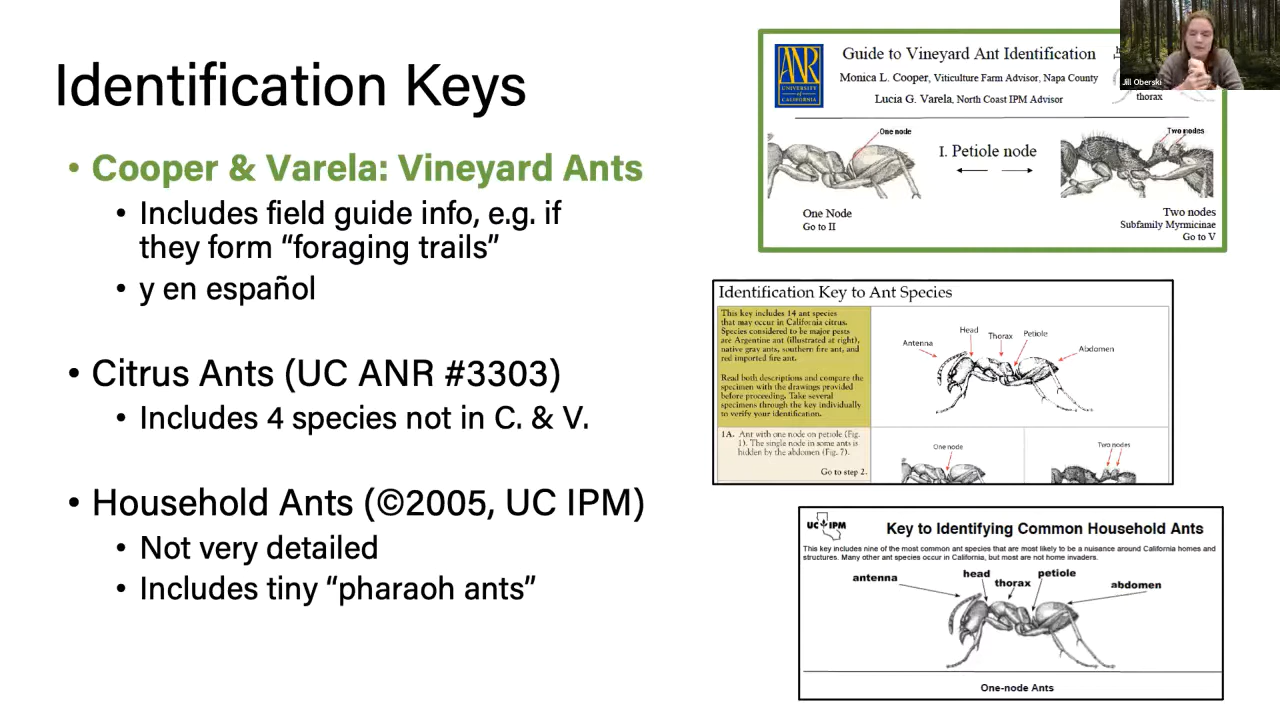 Identification Keys
• Cooper & Varela: Vineyard Ants
• Includes field guide info, e.g. if
they form “foraging trails”
• y en español
• Citrus Ants (UC ANR #3303)
• Includes 4 species not in C. & V.
• Household Ants (©2005, UC IPM)
• Not very detailed
• Includes tiny “pharaoh ants”
ANR
UNIVERSITY
OF
CALIFORNIA
Guide to Vineyard Ant Identification
Monica L. Cooper, Viticulture Farm Advisor, Napa County
Lucia G. Varela, North Coast IPM Advisor
thorax
Jill Oberski
One node
I. Petiole node
Two nodes
One Node
Go to II
Two nodes
Subfamily Myrmicinae
Go to V
Identification Key to Ant Species
This key includes 14 ant species
that may occur in California citrus.
Species considered to be major pests
are Argentine ant (illustrated at right),
native gray ants, southern fire ant, and
red imported fire ant.
Read both descriptions and compare the
specimen with the drawings provided
before proceeding. Take several
specimens through the key individually
to verify your identification.
Antenna
Head
Thorax
Petiole
Abdomen
1A. Ant with one node on petiole (Fig.
1). The single node in some ants is
hidden by the abdomen (Fig. 7).
Go to step 2.
One node
Two nodes
UC IPM
Key to Identifying Common Household Ants
This key includes nine of the most common ant species that are most likely to be a nuisance around California homes and
structures. Many other ant species occur in California, but most are not home invaders.
antenna
head
thorax
petiole
abdomen
One-node Ants